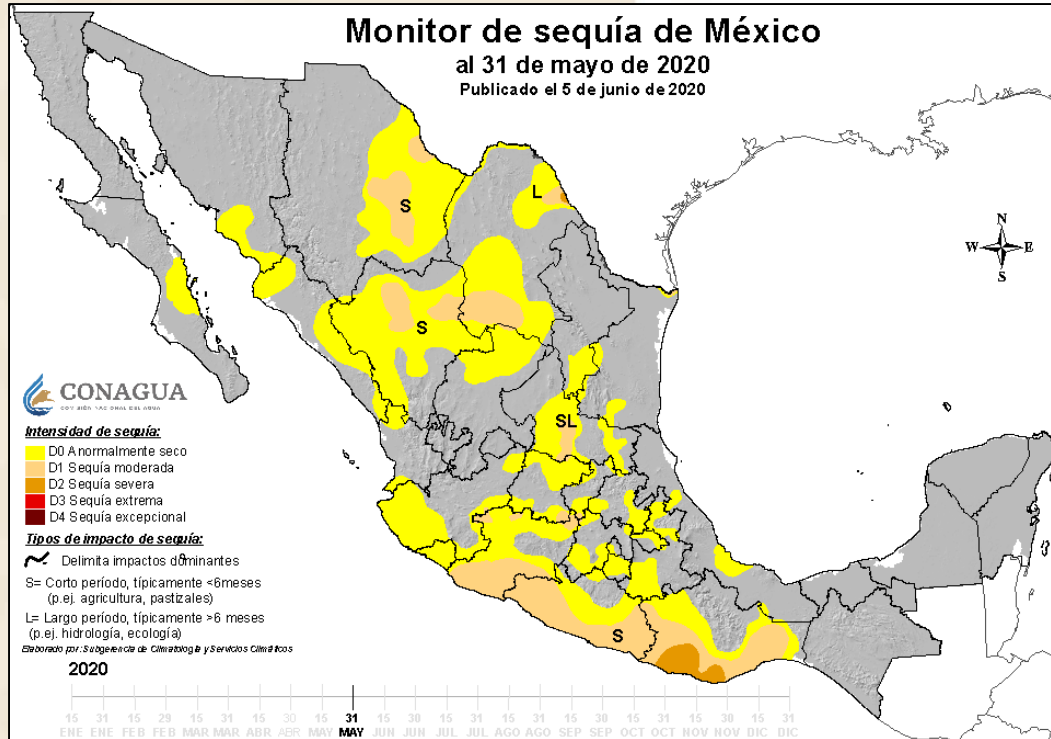 Monitor de sequía de México
al 31 de mayo de 2020
Publicado el 5 de junio de 2020
N
W E
S
L
S
S
SL
S
CONAGUA
COMISIÓN NACIONAL DEL AGUA
Intensidad de sequía:
D0 Anormalmente seco
D1 Sequía moderada
D2 Sequía severa
D3 Sequía extrema
D4 Sequía excepcional
Tipos de impacto de sequía:
Delimita impactos dominantes
S= Corto período, típicamente <6meses
(p.ej. agricultura, pastizales)
L= Largo período, típicamente >6 meses
(p.ej. hidrología, ecología)
Elaborado por: Subgerencia de Climatología y Servicios Climáticos
2020
15 31 15 29 15 31 15 30 15 31 15 30 15 31 15 31 15 30 15 31 15 30 15 31
ENE ENE FEB FEB MAR MAR ABR ABR MAY MAY JUN JUN JUL JUL AGO AGO SEP SEP OCT OCT NOV NOV DIC DIC